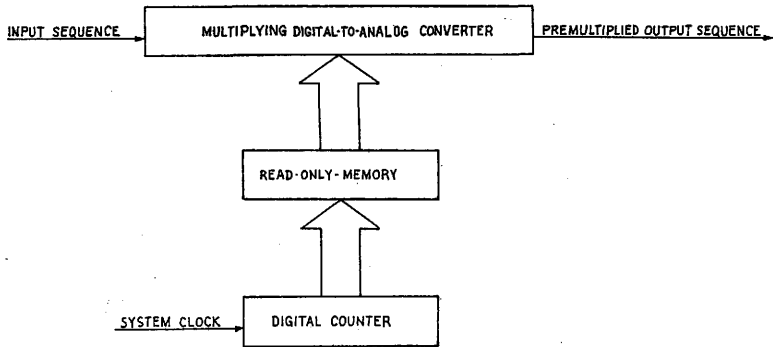 INPUT SEQUENCE
MULTIPLYING DIGITAL-TO-ANALOG CONVERTER
PREMULTIPLIED OUTPUT SEQUENCE
READ-ONLY-MEMORY
SYSTEM CLOCK
DIGITAL COUNTER